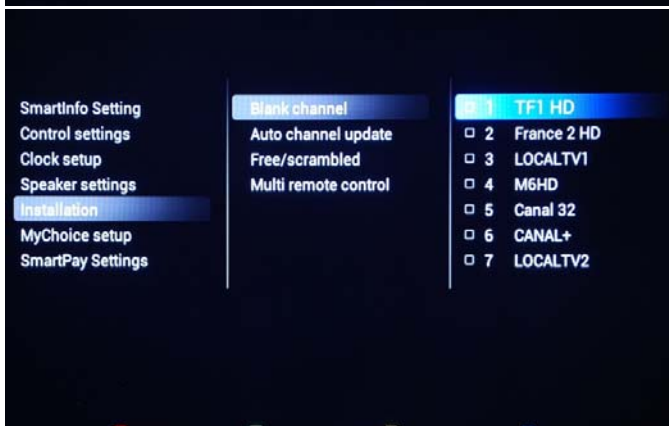 SmartInfo Setting
Control settings
Clock setup
Speaker settings
Installation
MyChoice setup
SmartPay Settings
Blank channel
Auto channel update
Free/scrambled
Multi remote control
1 TF1 HD
2 France 2 HD
3 LOCALTV1
4 M6HD
5 Canal 32
6 CANAL+
7 LOCALTV2